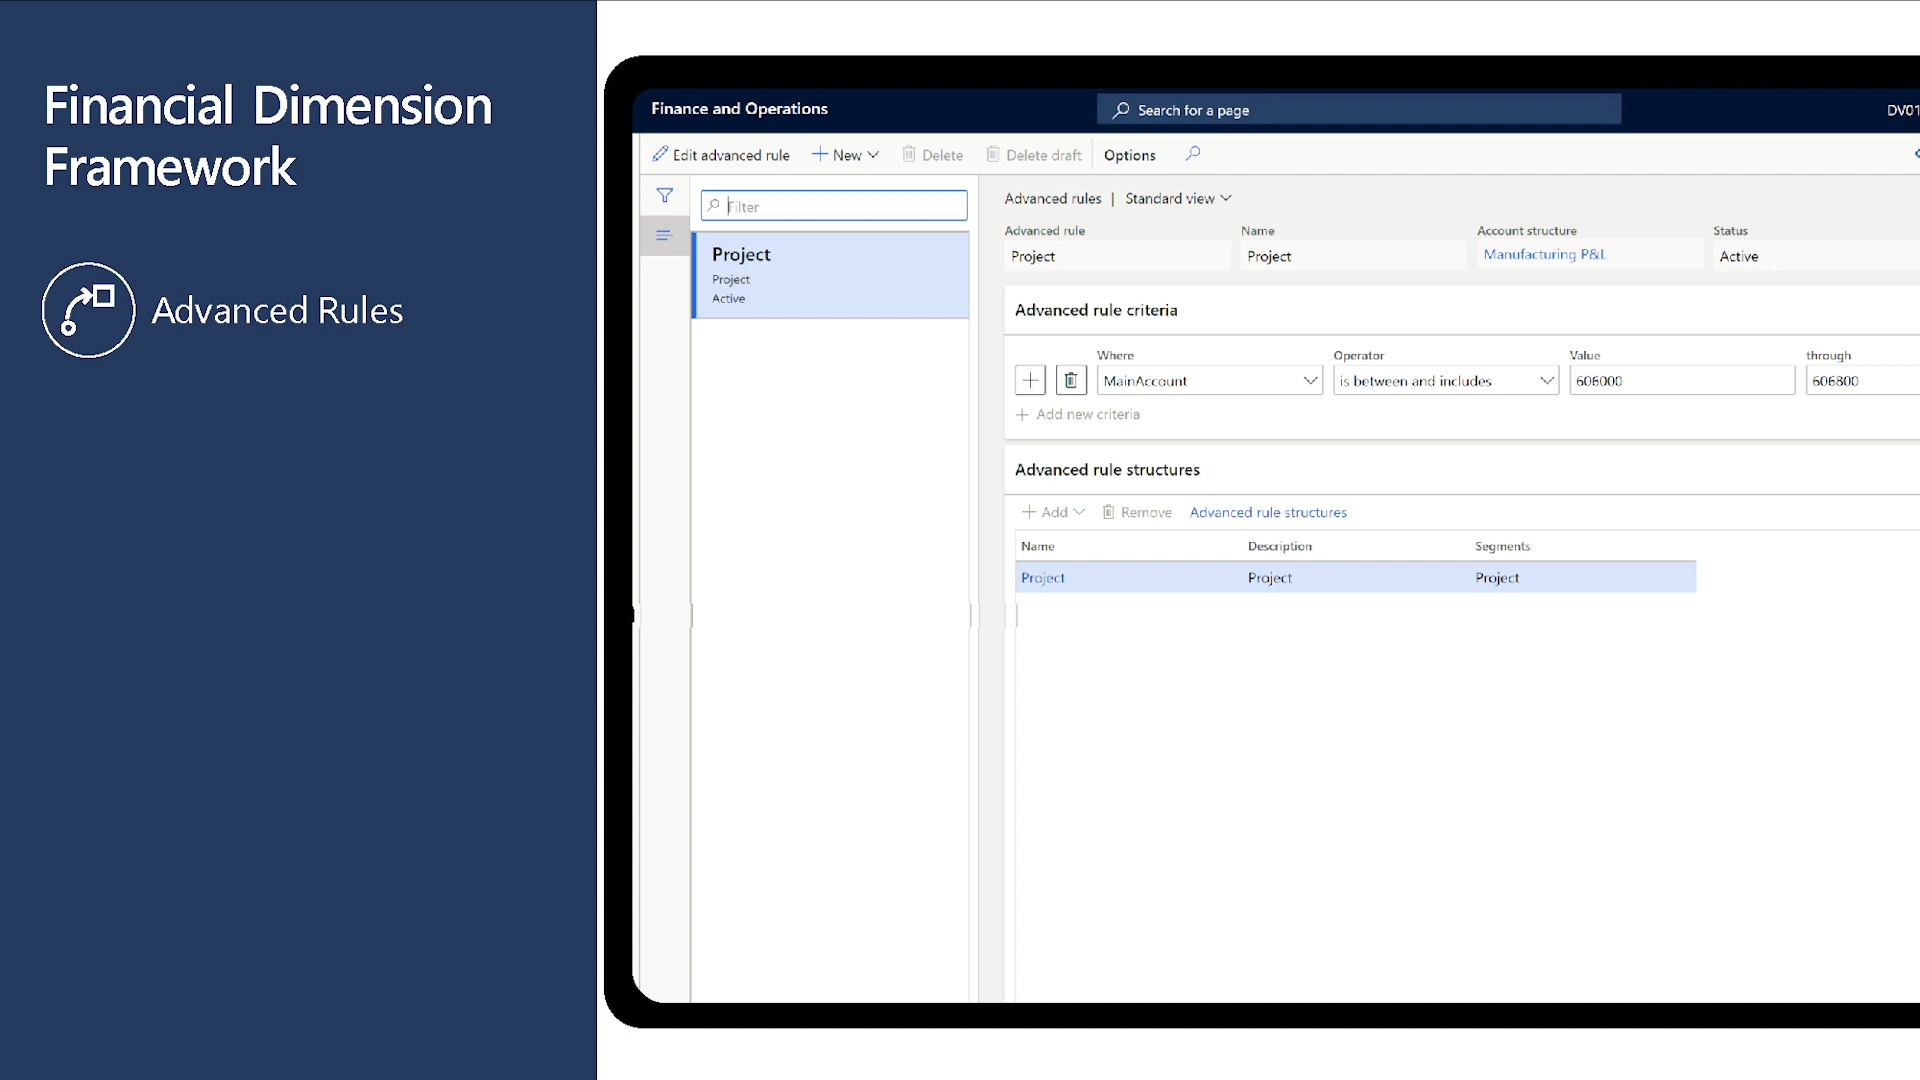 Financial Dimension
Framework
Advanced Rules
Finance and Operations
Search for a page
DV01
Edit advanced rule
New
Delete
Delete draft
Options
Filter
Project
Project
Active
Advanced rules | Standard view
Advanced rule
Name
Account structure
Status
Project
Project
Manufacturing P&L
Active
Advanced rule criteria
Where
Operator
Value
through
MainAccount
is between and includes
606000
606800
Add new criteria
Advanced rule structures
Add
Remove
Advanced rule structures
Name
Description
Segments
Project
Project
Project